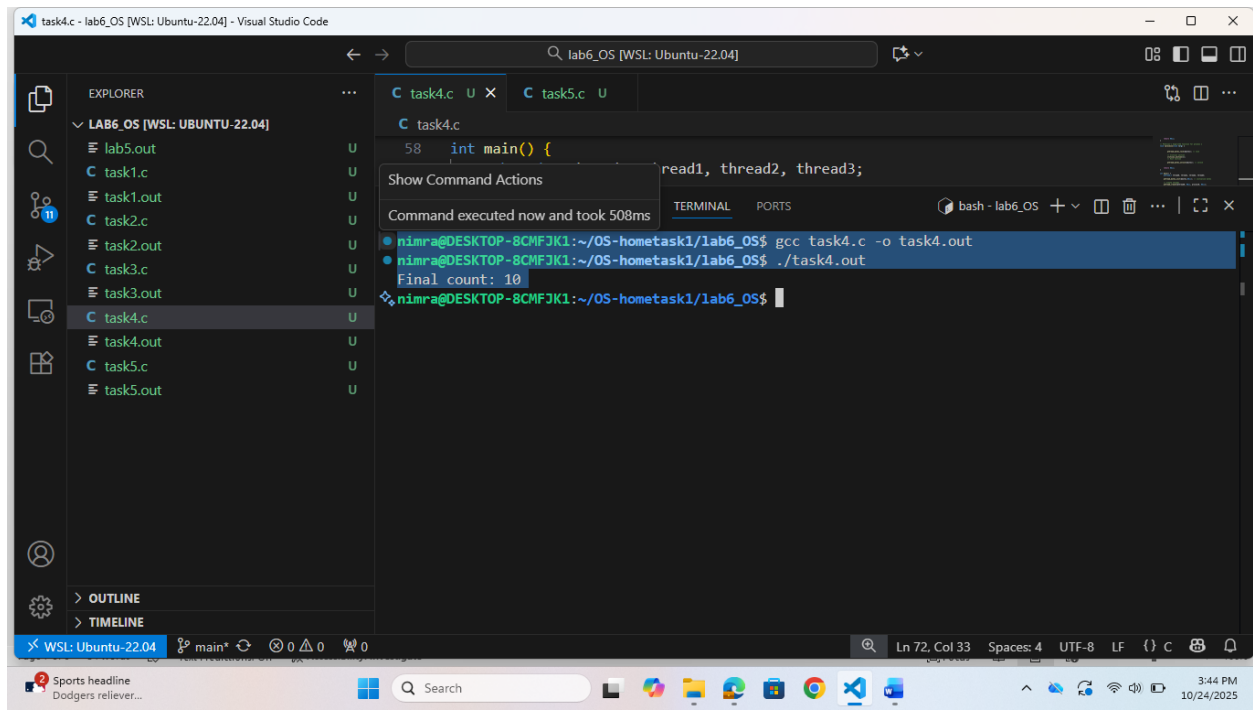 task4.c - lab6_OS [WSL: Ubuntu-22.04] - Visual Studio Code
lab6_OS [WSL: Ubuntu-22.04]
EXPLORER
LAB6_OS [WSL: UBUNTU-22.04]
lab5.out U
C task1.c U
task1.out U
C task2.c U
task2.out U
C task3.c U
task3.out U
C task4.c U
task4.out U
C task5.c U
task5.out U
OUTLINE
TIMELINE
11
C task4.c U
C task5.c U
C task4.c
58 int main() {
read1, thread2, thread3;
Show Command Actions
Command executed now and took 508ms
TERMINAL PORTS
bash - lab6_OS
nimra@DESKTOP-8CMFJK1:~/OS-hometask1/lab6_OS$ gcc task4.c -o task4.out
nimra@DESKTOP-8CMFJK1:~/OS-hometask1/lab6_OS$ ./task4.out
Final count: 10
nimra@DESKTOP-8CMFJK1:~/OS-hometask1/lab6_OS$
WSL: Ubuntu-22.04 main* 0 0 0 Ln 72, Col 33 Spaces: 4 UTF-8 LF {} C
2
Sports headline
Dodgers reliever...
Search
3:44 PM
10/24/2025